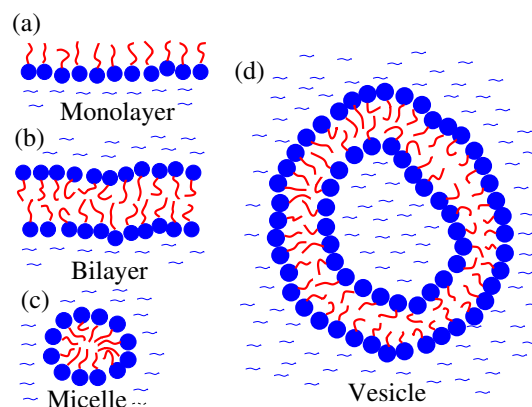 (a)
Monolayer
(b)
Bilayer
(c)
Micelle
(d)
Vesicle